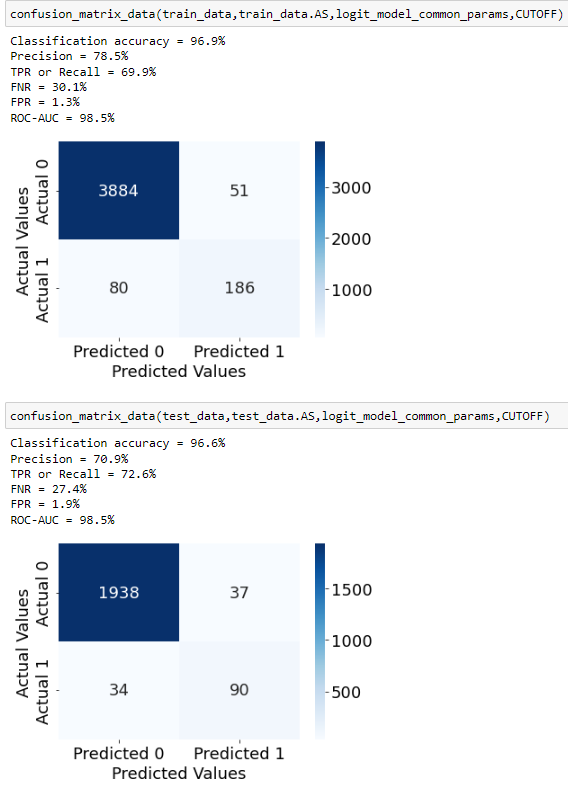 confusion_matrix_data(train_data,train_data.AS,logit_model_common_params,CUTOFF)
Classification accuracy = 96.9%
Precision = 78.5%
TPR or Recall = 69.9%
FNR = 30.1%
FPR = 1.3%
ROC-AUC = 98.5%
Actual Values
Actual 0
3884
51
Actual 1
80
186
3000
2000
1000
Predicted 0
Predicted 1
Predicted Values
confusion_matrix_data(test_data,test_data.AS,logit_model_common_params,CUTOFF)
Classification accuracy = 96.6%
Precision = 70.9%
TPR or Recall = 72.6%
FNR = 27.4%
FPR = 1.9%
ROC-AUC = 98.5%
Actual Values
Actual 0
1938
37
Actual 1
34
90
1500
1000
500
Predicted 0
Predicted 1
Predicted Values